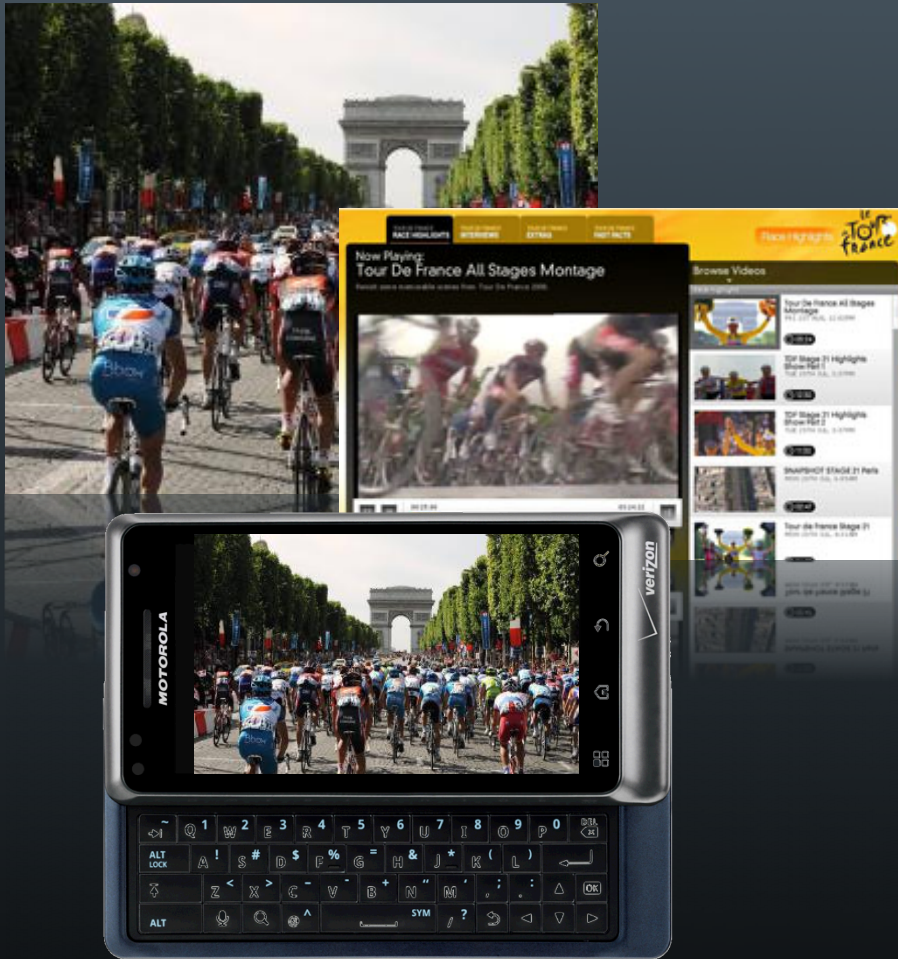 TOUR DE FRANCE
RACE HIGHLIGHTS
TOUR DE FRANCE
INTERVIEWS
TOUR DE FRANCE
EXTRAS
TOUR DE FRANCE
FAST FACTS
Race Highlights
LE TOUR de FRANCE
Now Playing:
Tour De France All Stages Montage
Browse Videos
Tour De France All Stages
Montage
TDF Stage 21 Highlights
Show Part 1
TDF Stage 21 Highlights
Show Part 2
SNAPSHOT STAGE 21 Paris
Tour de France Stage 21
Bbox
MOTOROLA
verizon
Bbox
~ Q 1 W 2 E 3 R 4 T 5 Y 6 U 7 I 8 O 9 P 0 DEL
ALT LOCK A ! S # D $ F % G = H & J * K ( L )
Z < X > C - V - B + N " M ' , ; . : OK
ALT @ ^ SYM / ?